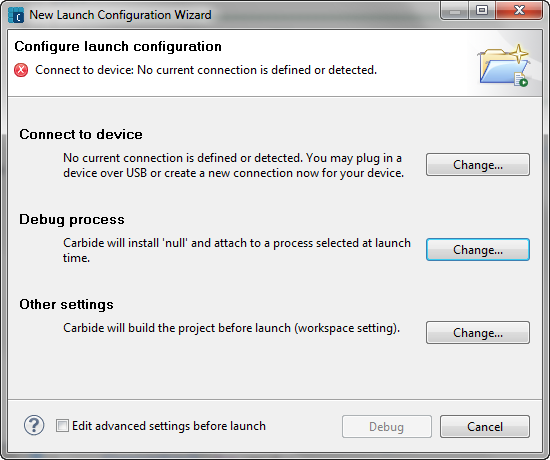 New Launch Configuration Wizard
Configure launch configuration
Connect to device: No current connection is defined or detected.
Connect to device
No current connection is defined or detected. You may plug in a
device over USB or create a new connection now for your device.
Change...
Debug process
Carbide will install 'null' and attach to a process selected at launch
time.
Change...
Other settings
Carbide will build the project before launch (workspace setting).
Change...
Edit advanced settings before launch
Debug
Cancel